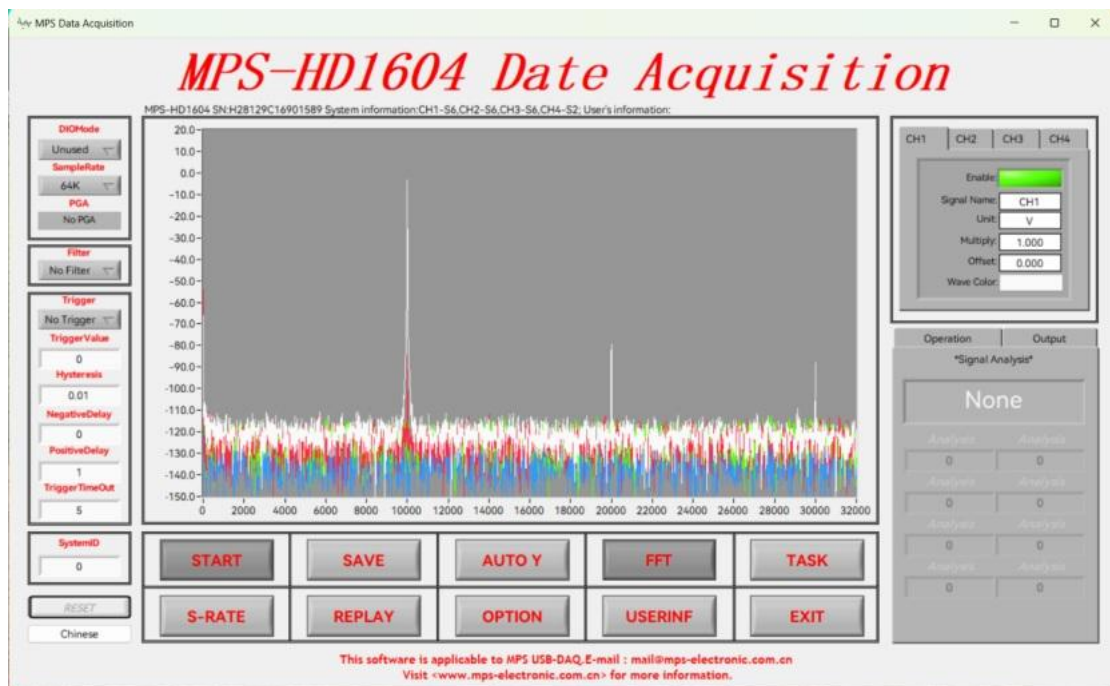 MPS Data Acquisition
MPS-HD1604 Date Acquisition
MPS-HD1604 SN:H28129C16901589 System information:CH1-S6,CH2-S6,CH3-S6,CH4-S2; User's information:
DIOMode
Unused
SampleRate
64K
PGA
No PGA
Filter
No Filter
Trigger
No Trigger
TriggerValue
0
Hysteresis
0.01
NegativeDelay
0
PositiveDelay
1
TriggerTimeOut
5
SystemID
0
RESET
Chinese
20.0
10.0
0.0
-10.0
-20.0
-30.0
-40.0
-50.0
-60.0
-70.0
-80.0
-90.0
-100.0
-110.0
-120.0
-130.0
-140.0
-150.0
0 2000 4000 6000 8000 10000 12000 14000 16000 18000 20000 22000 24000 26000 28000 30000 32000
START SAVE AUTO Y FFT TASK
S-RATE REPLAY OPTION USERINF EXIT
CH1 CH2 CH3 CH4
Enable:
Signal Name: CH1
Unit: V
Multiply: 1.000
Offset: 0.000
Wave Color:
Operation Output
*Signal Analysis*
None
Analysis Analysis
0 0
Analysis Analysis
0 0
Analysis Analysis
0 0
Analysis Analysis
0 0
This software is applicable to MPS USB-DAQ,E-mail : mail@mps-electronic.com.cn
Visit <www.mps-electronic.com.cn> for more information.